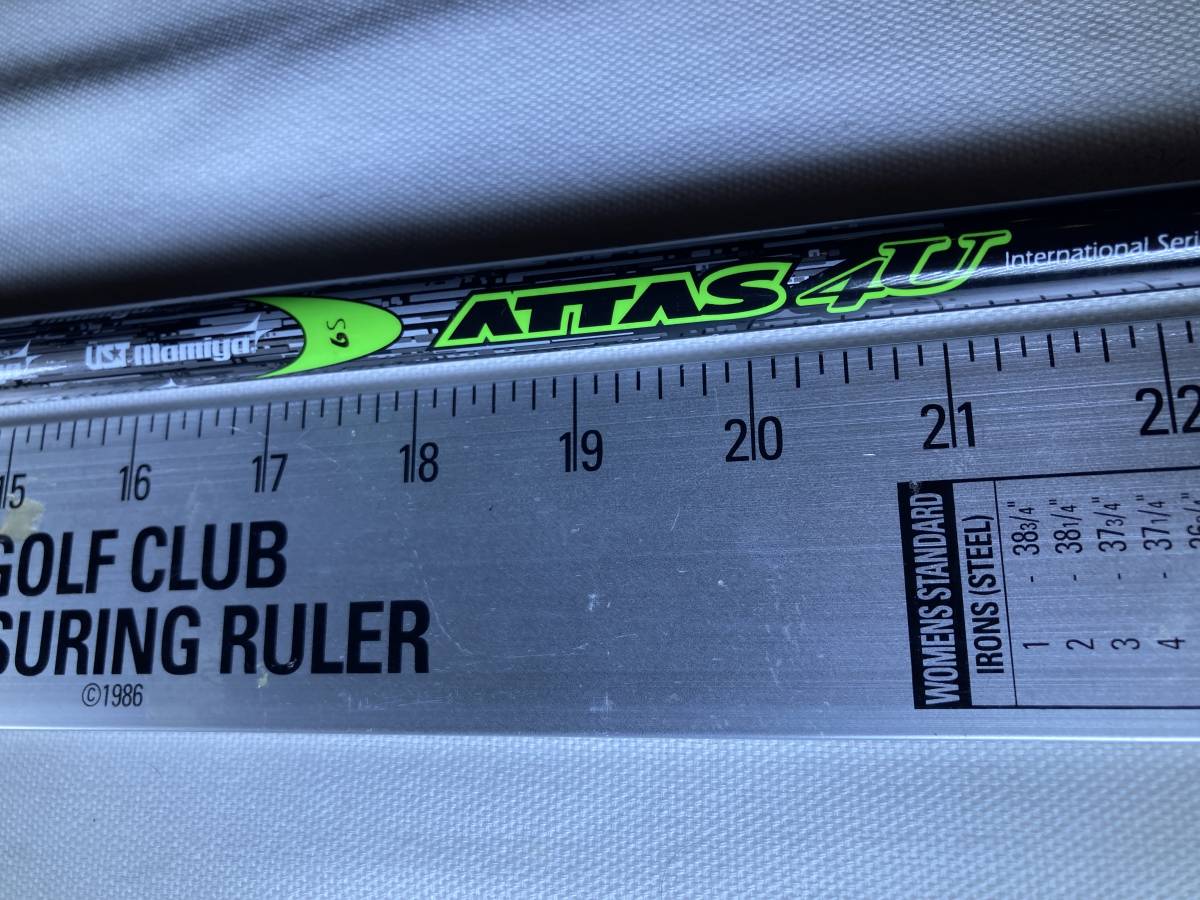 UST Mamiya 6S ATTAS 4U International Seri
15 16 17 18 19 20 21 22
GOLF CLUB
SURING RULER
©1986
WOMENS STANDARD
IRONS (STEEL)
1 - 38 3/4"
2 - 38 1/4"
3 - 37 3/4"
4 - 37 1/4"